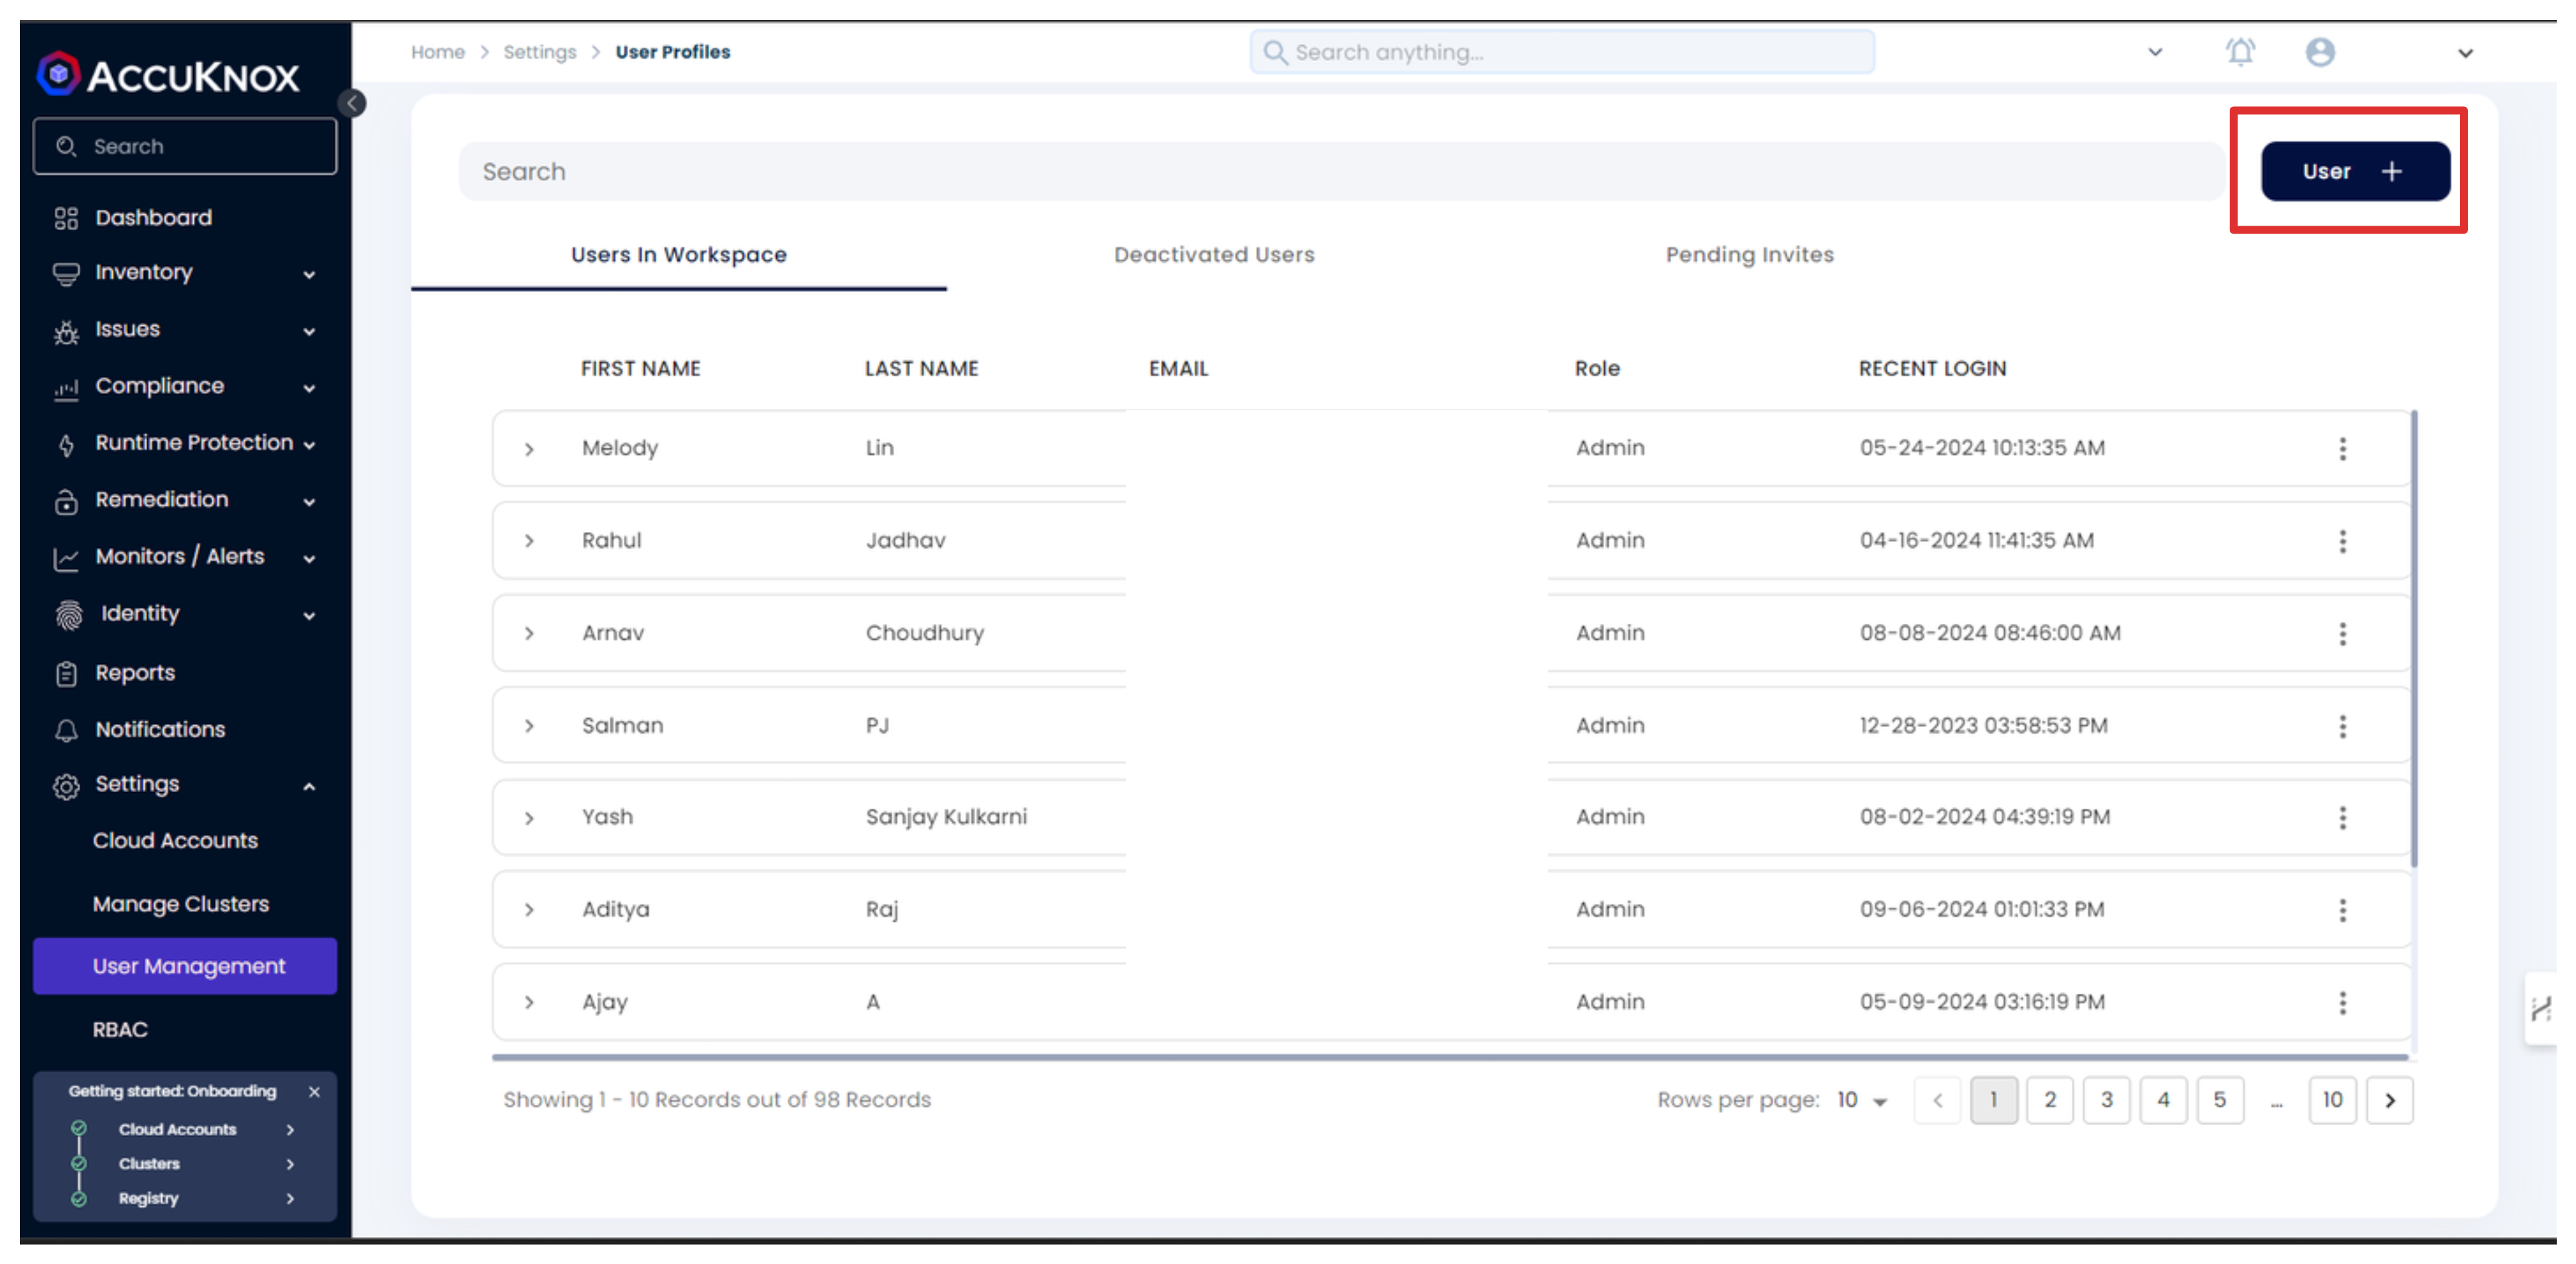 ACCUKNOX
Search
Dashboard
Inventory
Issues
Compliance
Runtime Protection
Remediation
Monitors / Alerts
Identity
Reports
Notifications
Settings
Cloud Accounts
Manage Clusters
User Management
RBAC
Getting started: Onboarding
Cloud Accounts
Clusters
Registry
Home > Settings > User Profiles
Search anything...
Search
User +
Users In Workspace Deactivated Users Pending Invites
FIRST NAME LAST NAME EMAIL Role RECENT LOGIN
Melody Lin Admin 05-24-2024 10:13:35 AM
Rahul Jadhav Admin 04-16-2024 11:41:35 AM
Arnav Choudhury Admin 08-08-2024 08:46:00 AM
Salman PJ Admin 12-28-2023 03:58:53 PM
Yash Sanjay Kulkarni Admin 08-02-2024 04:39:19 PM
Aditya Raj Admin 09-06-2024 01:01:33 PM
Ajay A Admin 05-09-2024 03:16:19 PM
Showing 1 - 10 Records out of 98 Records Rows per page: 10 < 1 2 3 4 5 ... 10 >